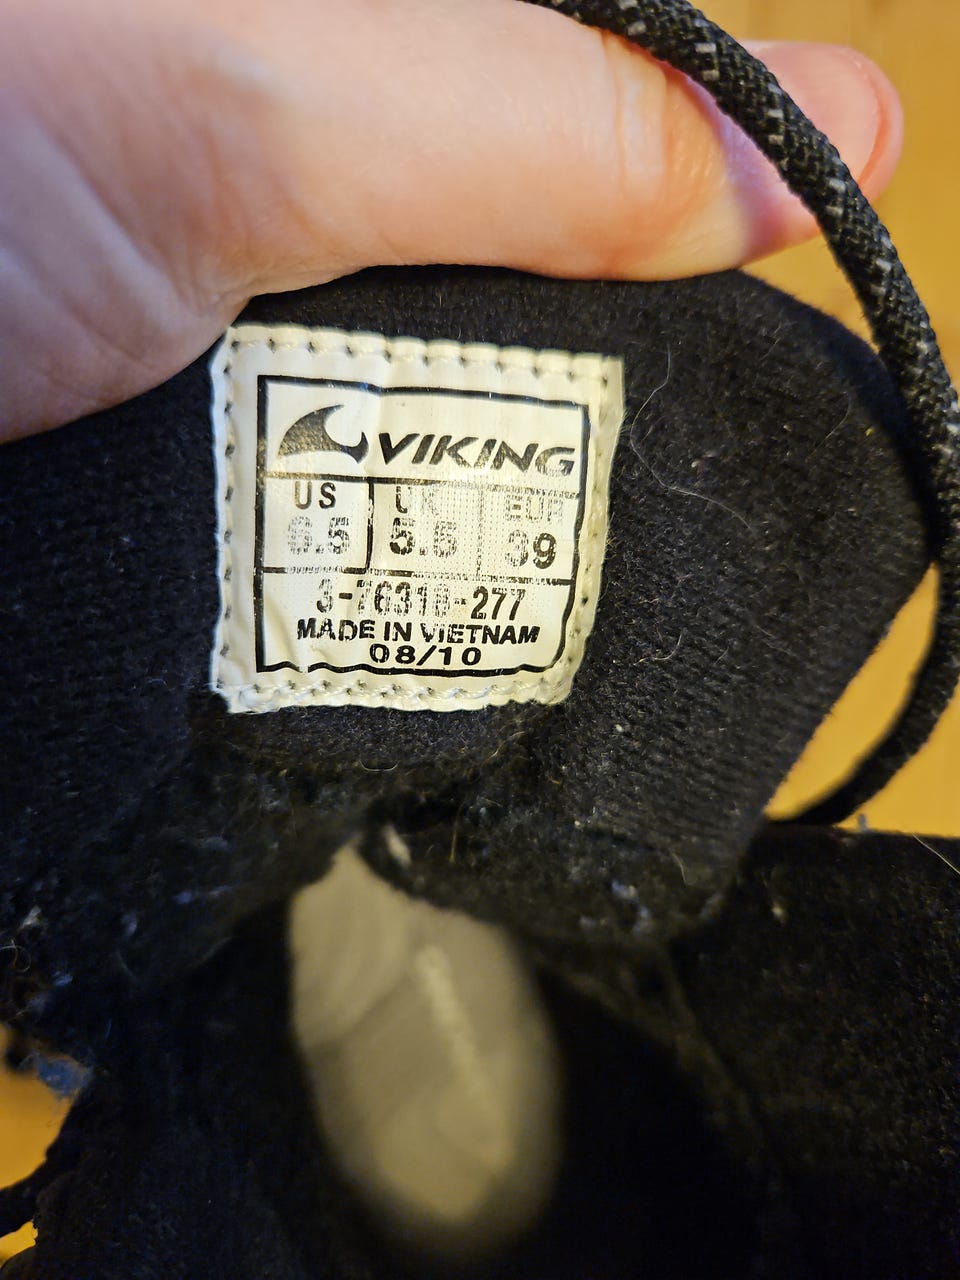 VIKING
US UK EUR
6.5 5.5 39
3-76310-277
MADE IN VIETNAM
08/10